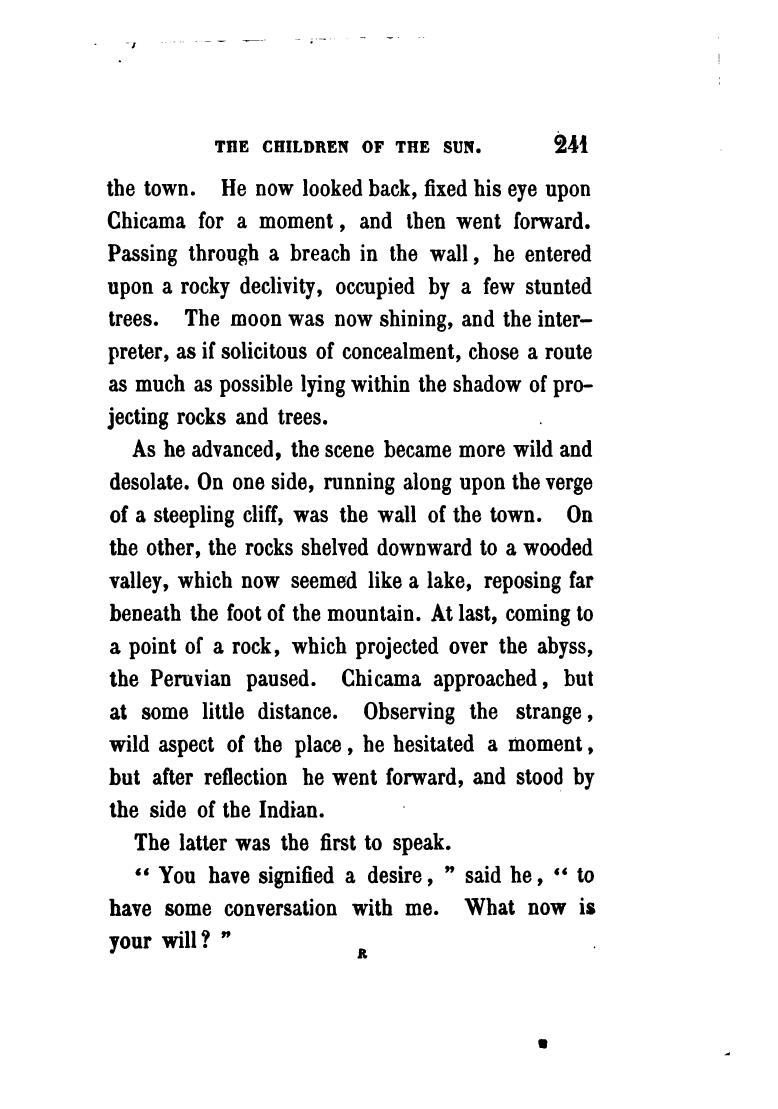 THE CHILDREN OF THE SUN. 241
the town. He now looked back, fixed his eye upon
Chicama for a moment, and then went forward.
Passing through a breach in the wall, he entered
upon a rocky declivity, occupied by a few stunted
trees. The moon was now shining, and the inter-
preter, as if solicitous of concealment, chose a route
as much as possible lying within the shadow of pro-
jecting rocks and trees.
As he advanced, the scene became more wild and
desolate. On one side, running along upon the verge
of a steepling cliff, was the wall of the town. On
the other, the rocks shelved downward to a wooded
valley, which now seemed like a lake, reposing far
beneath the foot of the mountain. At last, coming to
a point of a rock, which projected over the abyss,
the Peruvian paused. Chicama approached, but
at some little distance. Observing the strange,
wild aspect of the place, he hesitated a moment,
but after reflection he went forward, and stood by
the side of the Indian.
The latter was the first to speak.
“ You have signified a desire, ” said he, “ to
have some conversation with me. What now is
your will? ”
R